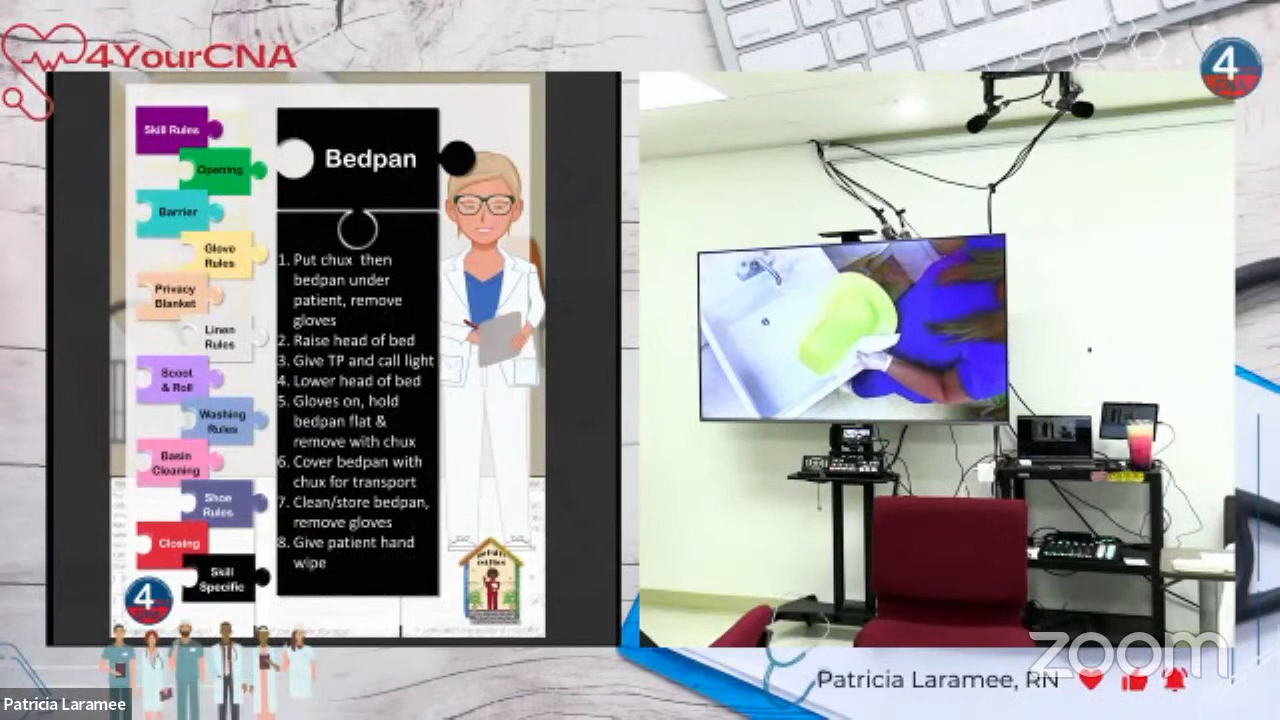 4YourCNA
4
Skill Rules
Opening
Barrier
Glove
Rules
Privacy
Blanket
Linen
Rules
Scoot
& Roll
Washing
Rules
Basin
Cleaning
Shoe
Rules
Closing
Skill
Specific
4
Bedpan
1. Put chux then
bedpan under
patient, remove
gloves
2. Raise head of bed
3. Give TP and call light
4. Lower head of bed
5. Gloves on, hold
bedpan flat &
remove with chux
6. Cover bedpan with
chux for transport
7. Clean/store bedpan,
remove gloves
8. Give patient hand
wipe
zoom
Patricia Laramee, RN
Patricia Laramee